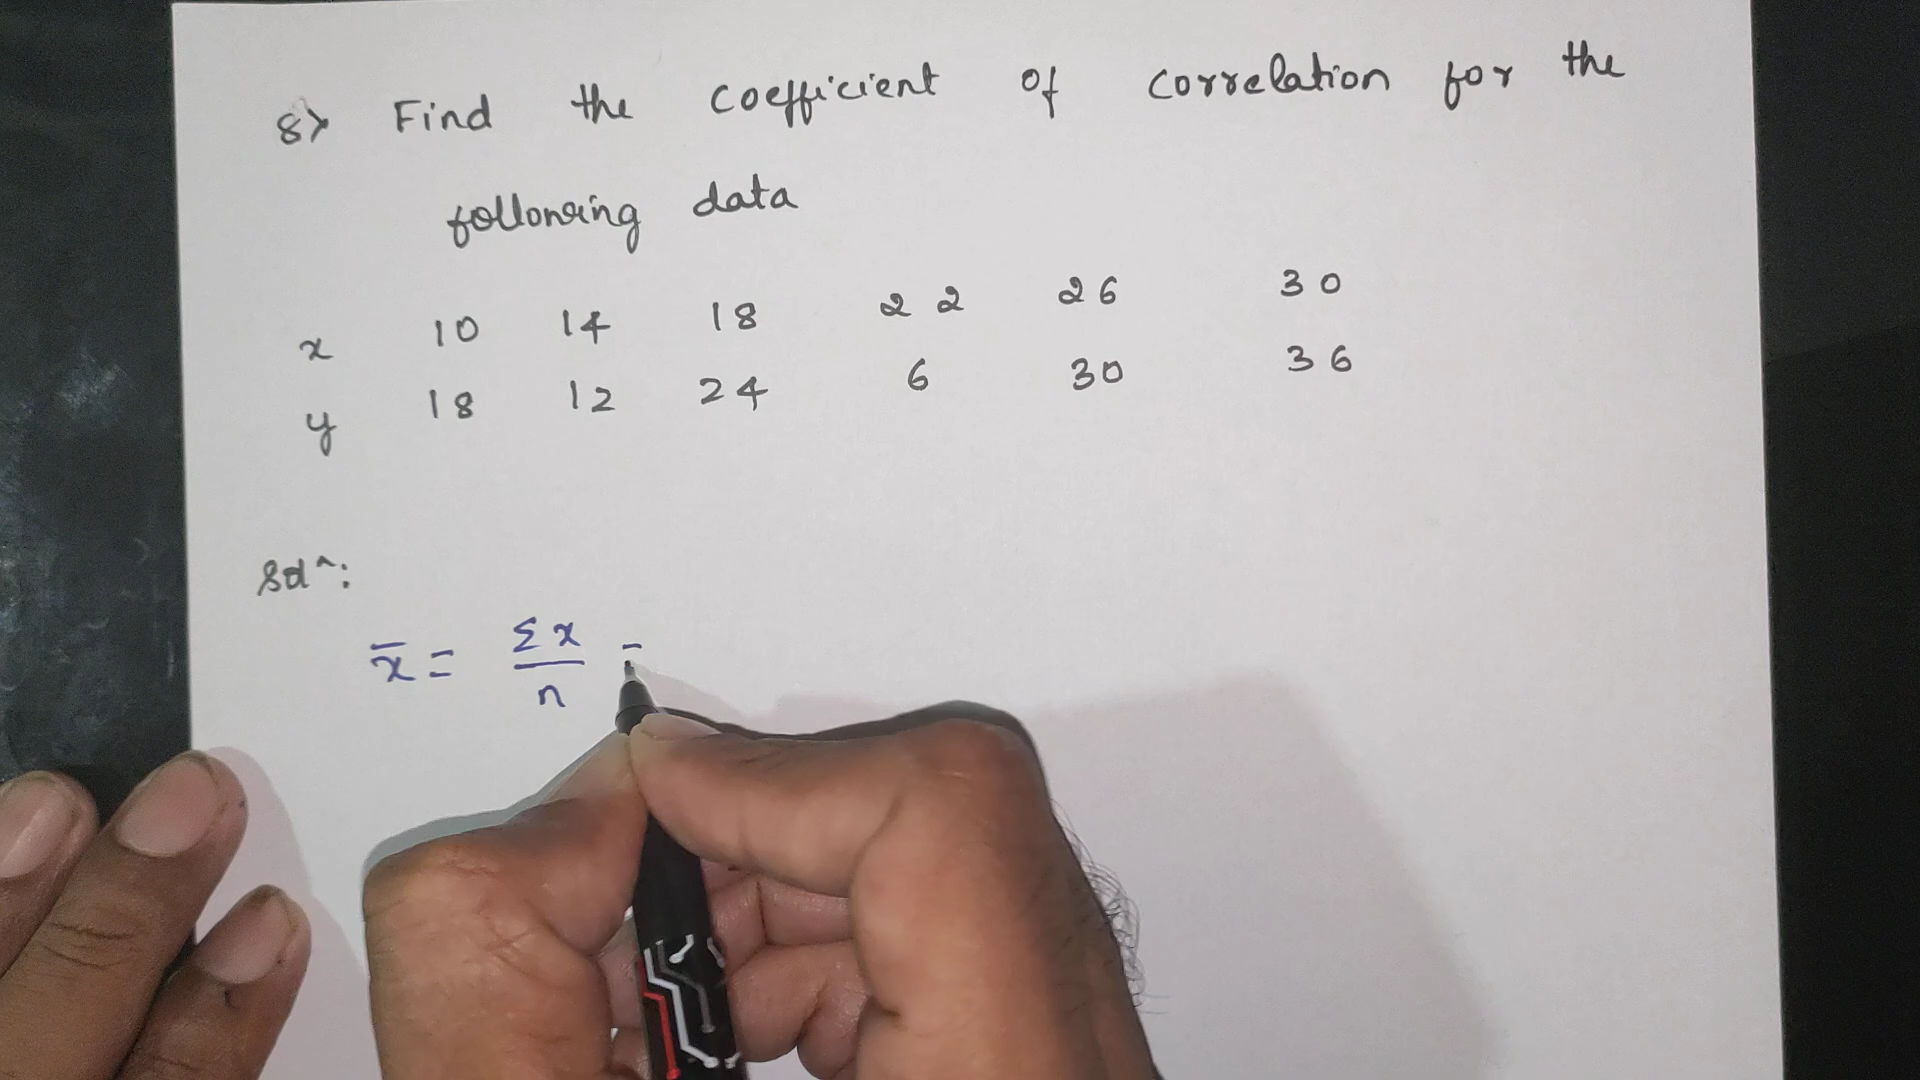 8> Find the coefficient of correlation for the
following data
x 10 14 18 22 26 30
y 18 12 24 6 30 36
Solⁿ:
x̄ = Σx/n =